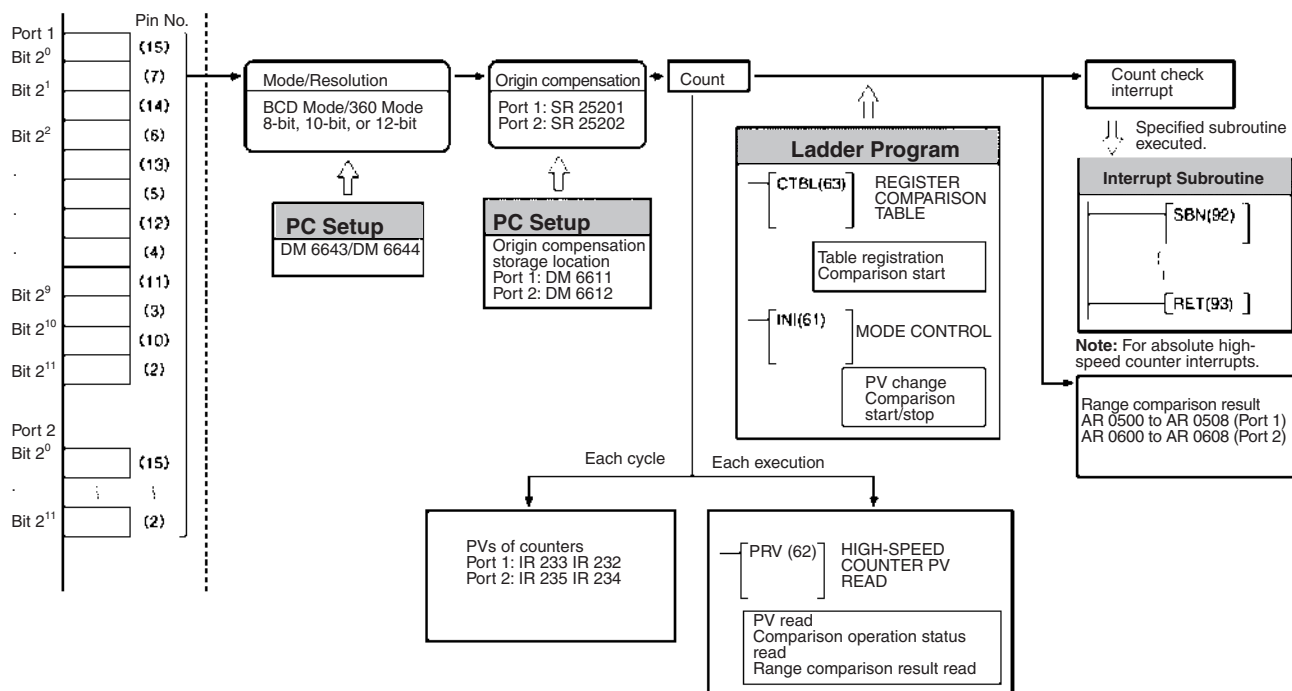 Pin No.
Port 1
Bit 2⁰
(15)
(7)
Bit 2¹
(14)
Bit 2²
(6)
.
(13)
(5)
.
(12)
.
(4)
(11)
Bit 2⁹
(3)
Bit 2¹⁰
(10)
Bit 2¹¹
(2)
Port 2
Bit 2⁰
(15)
.
Bit 2¹¹
(2)
Mode/Resolution
BCD Mode/360 Mode
8-bit, 10-bit, or 12-bit
PC Setup
DM 6643/DM 6644
Origin compensation
Port 1: SR 25201
Port 2: SR 25202
PC Setup
Origin compensation
storage location
Port 1: DM 6611
Port 2: DM 6612
Count
Ladder Program
CTBL(63)
REGISTER
COMPARISON
TABLE
Table registration
Comparison start
INI(61)
MODE CONTROL
PV change
Comparison
start/stop
Count check
interrupt
Specified subroutine
executed.
Interrupt Subroutine
SBN(92)
RET(93)
Note: For absolute high-
speed counter interrupts.
Range comparison result
AR 0500 to AR 0508 (Port 1)
AR 0600 to AR 0608 (Port 2)
Each cycle
Each execution
PVs of counters
Port 1: IR 233 IR 232
Port 2: IR 235 IR 234
PRV (62)
HIGH-SPEED
COUNTER PV
READ
PV read
Comparison operation status
read
Range comparison result read